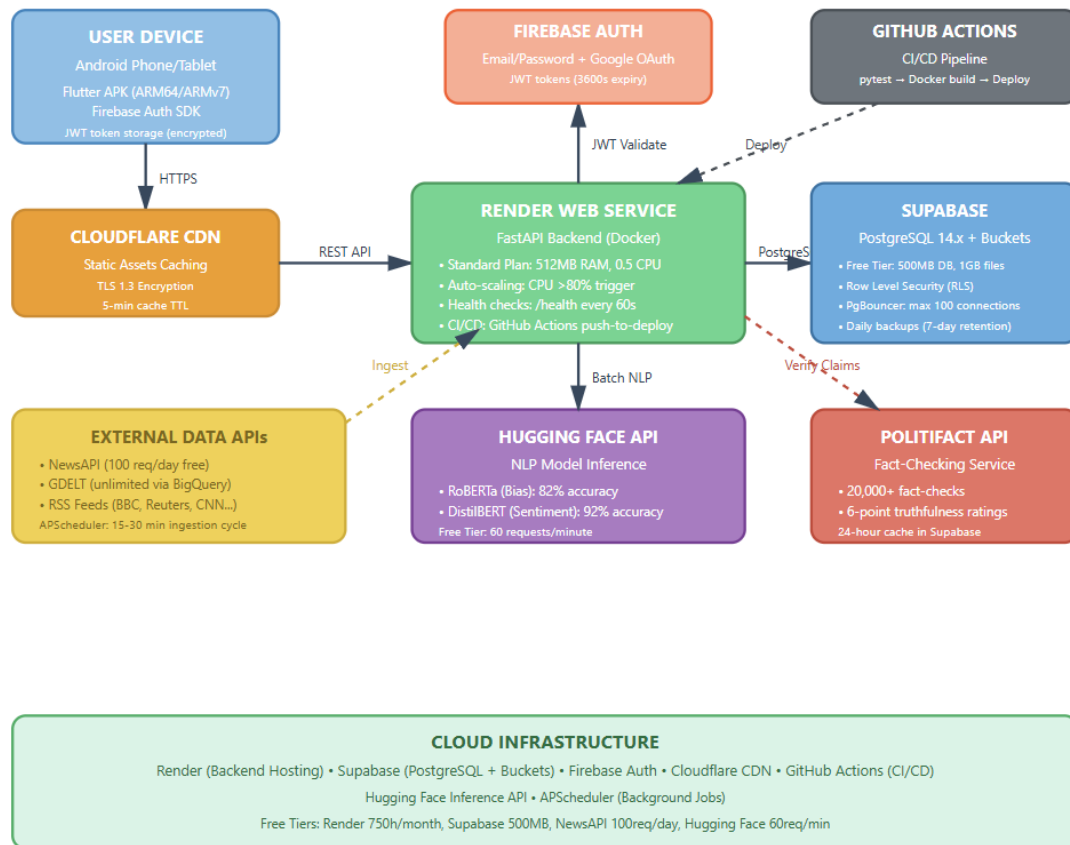 USER DEVICE
Android Phone/Tablet
Flutter APK (ARM64/ARMv7)
Firebase Auth SDK
JWT token storage (encrypted)
FIREBASE AUTH
Email/Password + Google OAuth
JWT tokens (3600s expiry)
GITHUB ACTIONS
CI/CD Pipeline
pytest → Docker build → Deploy
HTTPS
JWT Validate
Deploy
CLOUDFLARE CDN
Static Assets Caching
TLS 1.3 Encryption
5-min cache TTL
REST API
RENDER WEB SERVICE
FastAPI Backend (Docker)
• Standard Plan: 512MB RAM, 0.5 CPU
• Auto-scaling: CPU >80% trigger
• Health checks: /health every 60s
• CI/CD: GitHub Actions push-to-deploy
PostgreS
SUPABASE
PostgreSQL 14.x + Buckets
• Free Tier: 500MB DB, 1GB files
• Row Level Security (RLS)
• PgBouncer: max 100 connections
• Daily backups (7-day retention)
Ingest
Batch NLP
Verify Claims
EXTERNAL DATA APIs
• NewsAPI (100 req/day free)
• GDELT (unlimited via BigQuery)
• RSS Feeds (BBC, Reuters, CNN...)
APScheduler: 15-30 min ingestion cycle
HUGGING FACE API
NLP Model Inference
• RoBERTa (Bias): 82% accuracy
• DistilBERT (Sentiment): 92% accuracy
Free Tier: 60 requests/minute
POLITIFACT API
Fact-Checking Service
• 20,000+ fact-checks
• 6-point truthfulness ratings
24-hour cache in Supabase
CLOUD INFRASTRUCTURE
Render (Backend Hosting) • Supabase (PostgreSQL + Buckets) • Firebase Auth • Cloudflare CDN • GitHub Actions (CI/CD)
Hugging Face Inference API • APScheduler (Background Jobs)
Free Tiers: Render 750h/month, Supabase 500MB, NewsAPI 100req/day, Hugging Face 60req/min